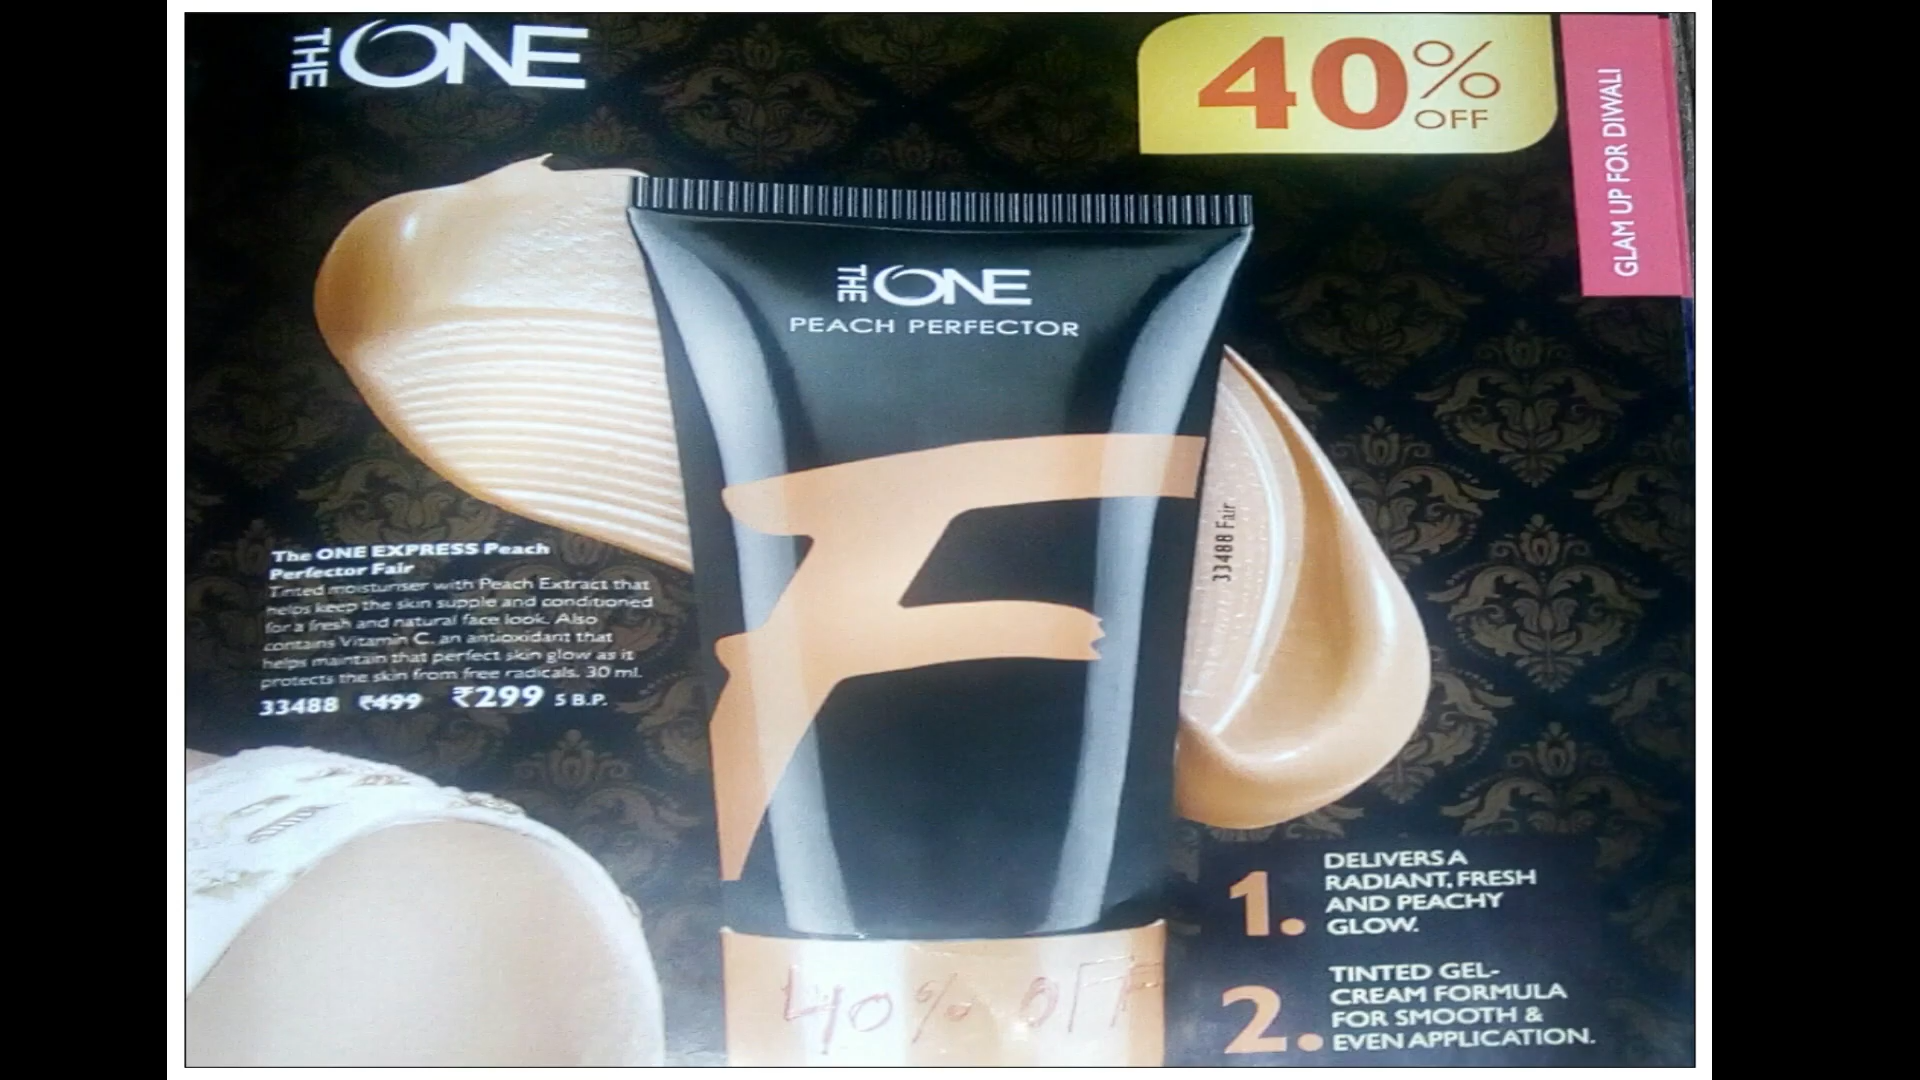 THE ONE
40% OFF
GLAM UP FOR DIWALI
THE ONE
PEACH PERFECTOR
F
33488 Fair
The ONE EXPRESS Peach
Perfector Fair
Tinted moisturiser with Peach Extract that
helps keep the skin supple and conditioned
for a fresh and natural face look. Also
contains Vitamin C, an antioxidant that
helps maintain that perfect skin glow as it
protects the skin from free radicals. 30 ml.
33488 ₹499 ₹299 5 B.P.
1. DELIVERS A
RADIANT, FRESH
AND PEACHY
GLOW.
2. TINTED GEL-
CREAM FORMULA
FOR SMOOTH &
EVEN APPLICATION.
40% OFF